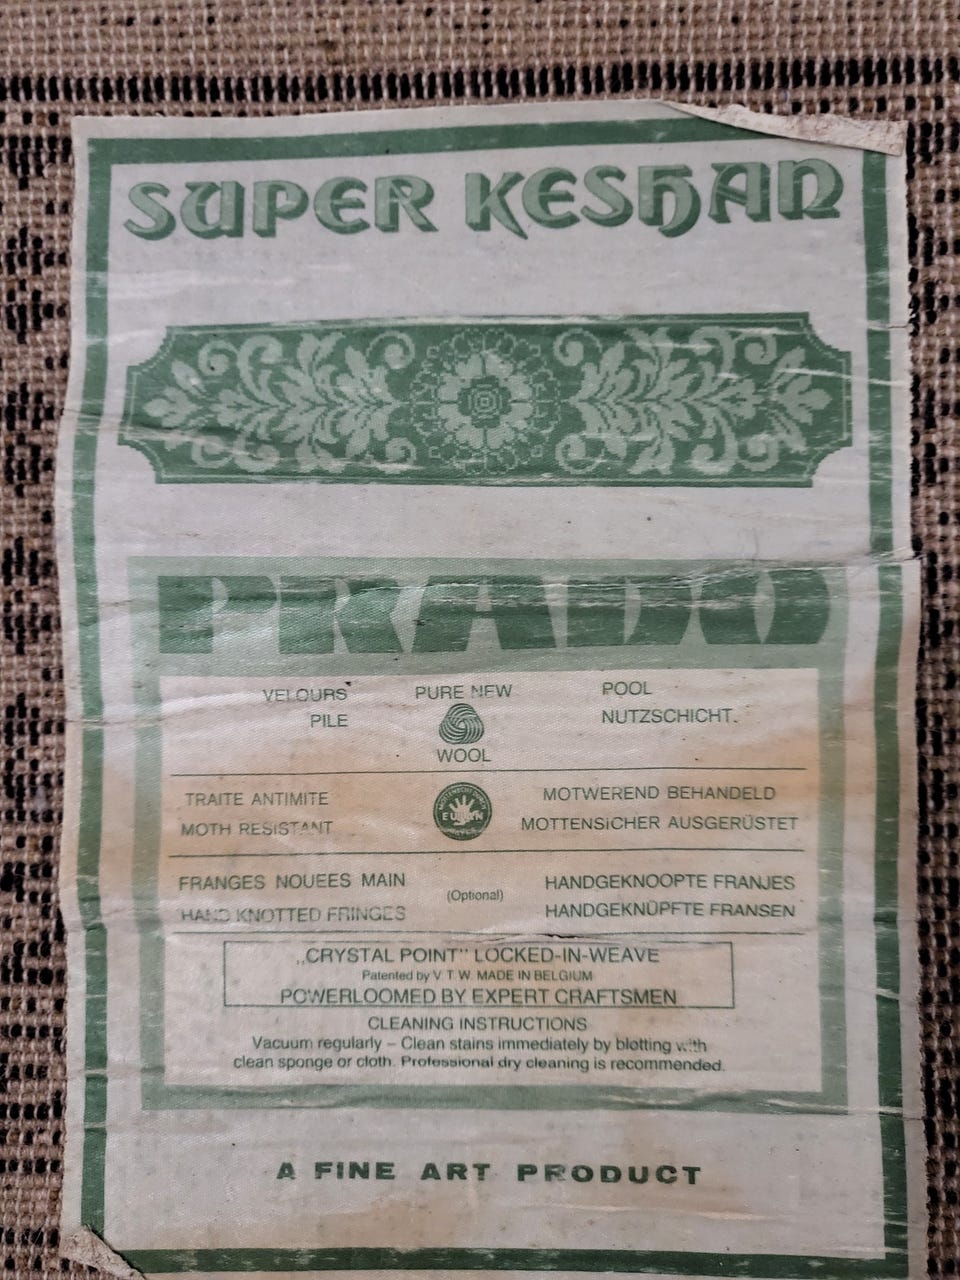 SUPER KESHAN
PRADO
VELOURS PURE NEW POOL
PILE NUTZSCHICHT.
WOOL
TRAITE ANTIMITE MOTWEREND BEHANDELD
MOTH RESISTANT MOTTENSICHER AUSGERÜSTET
EULAN
FRANGES NOUEES MAIN (Optional) HANDGEKNOOPTE FRANJES
HAND KNOTTED FRINGES HANDGEKNÜPFTE FRANSEN
„CRYSTAL POINT" LOCKED-IN-WEAVE
Patented by V.T.W. MADE IN BELGIUM
POWERLOOMED BY EXPERT CRAFTSMEN
CLEANING INSTRUCTIONS
Vacuum regularly – Clean stains immediately by blotting with
clean sponge or cloth. Professional dry cleaning is recommended.
A FINE ART PRODUCT